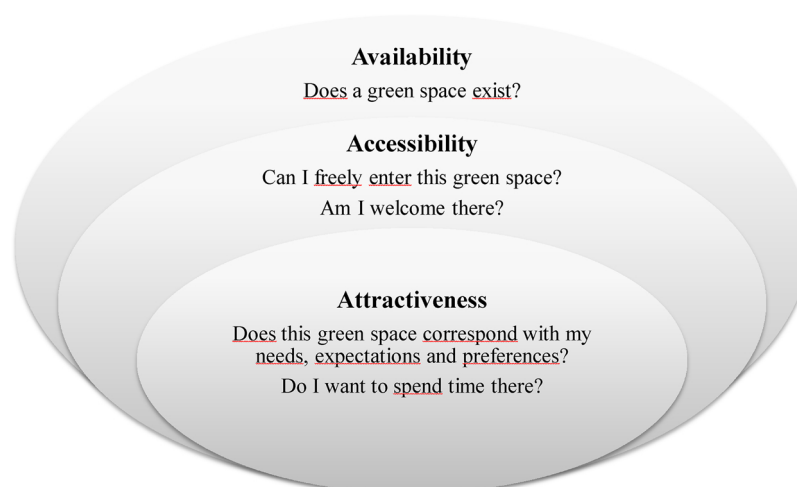 Availability
Does a green space exist?
Accessibility
Can I freely enter this green space?
Am I welcome there?
Attractiveness
Does this green space correspond with my
needs, expectations and preferences?
Do I want to spend time there?